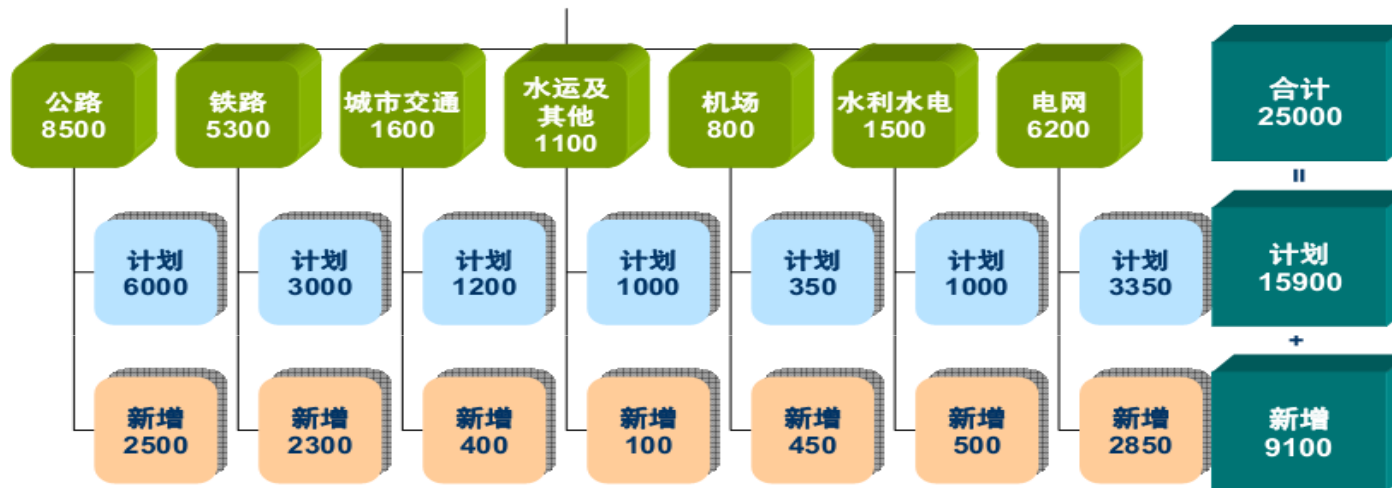 公路
8500
铁路
5300
城市交通
1600
水运及
其他
1100
机场
800
水利水电
1500
电网
6200
合计
25000
=
计划
6000
计划
3000
计划
1200
计划
1000
计划
350
计划
1000
计划
3350
计划
15900
+
新增
2500
新增
2300
新增
400
新增
100
新增
450
新增
500
新增
2850
新增
9100